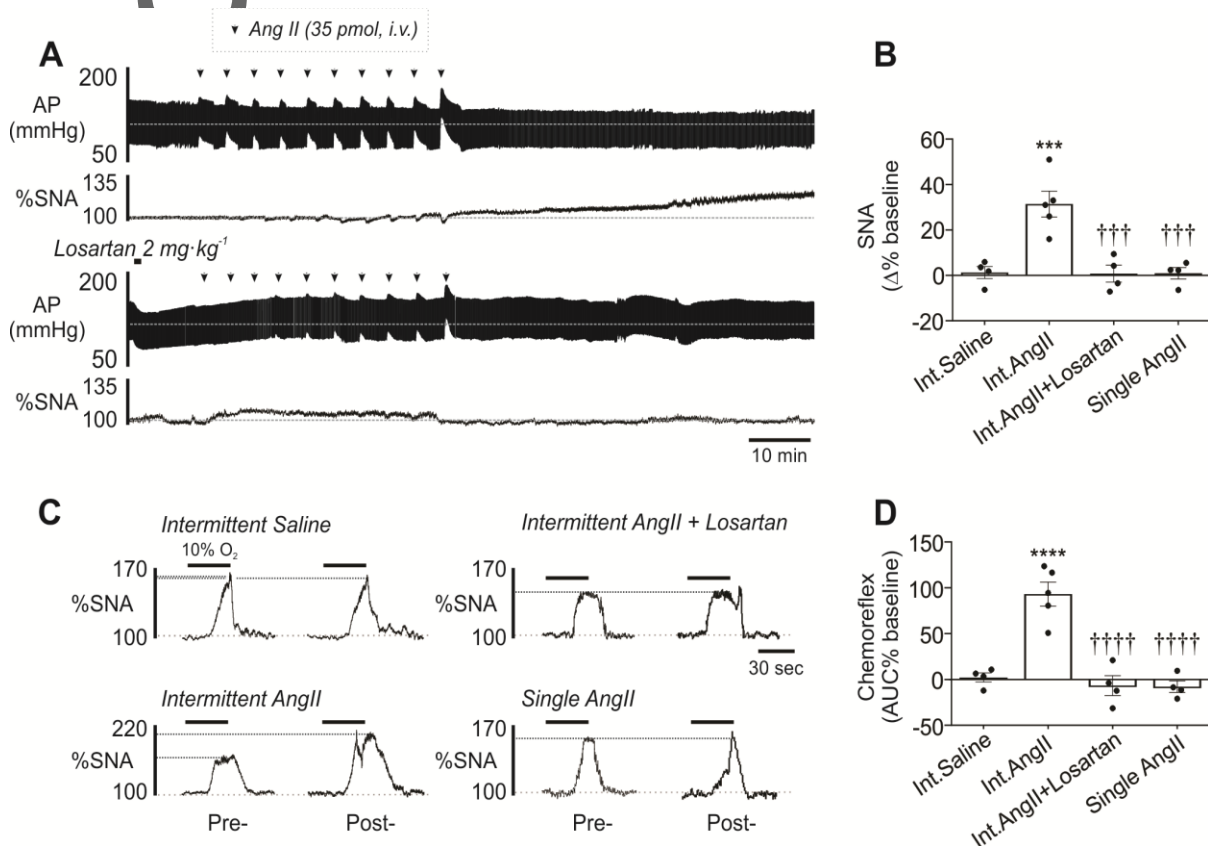 ▼ Ang II (35 pmol, i.v.)
A
200
AP
(mmHg)
50
135
%SNA
100
Losartan 2 mg·kg⁻¹
200
AP
(mmHg)
50
135
%SNA
100
10 min
B
60
40
20
0
-20
SNA
(Δ% baseline)
***
†††
†††
Int.Saline
Int.AngII
Int.AngII+Losartan
Single AngII
C
Intermittent Saline
10% O₂
170
%SNA
100
Intermittent AngII + Losartan
170
%SNA
100
30 sec
Intermittent AngII
220
%SNA
100
Pre-
Post-
Single AngII
170
%SNA
100
Pre-
Post-
D
150
100
50
0
-50
Chemoreflex
(AUC% baseline)
****
††††
††††
Int.Saline
Int.AngII
Int.AngII+Losartan
Single AngII